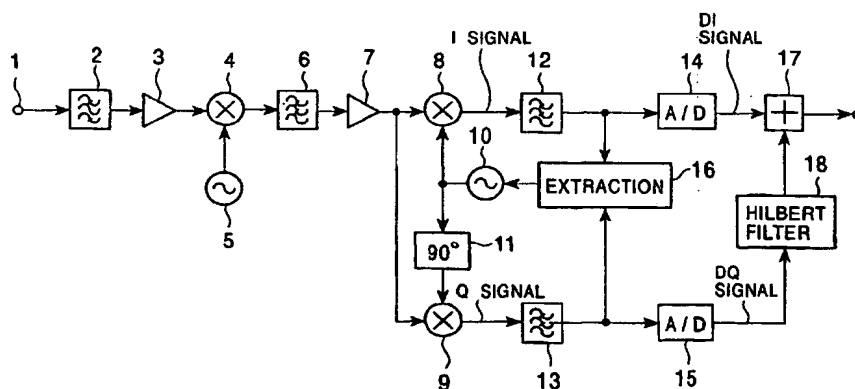 I SIGNAL
DI
SIGNAL
1
2
3
4
6
7
8
12
14
17
A/D
10
EXTRACTION
16
18
HILBERT
FILTER
5
90°
11
Q SIGNAL
DQ
SIGNAL
A/D
9
13
15